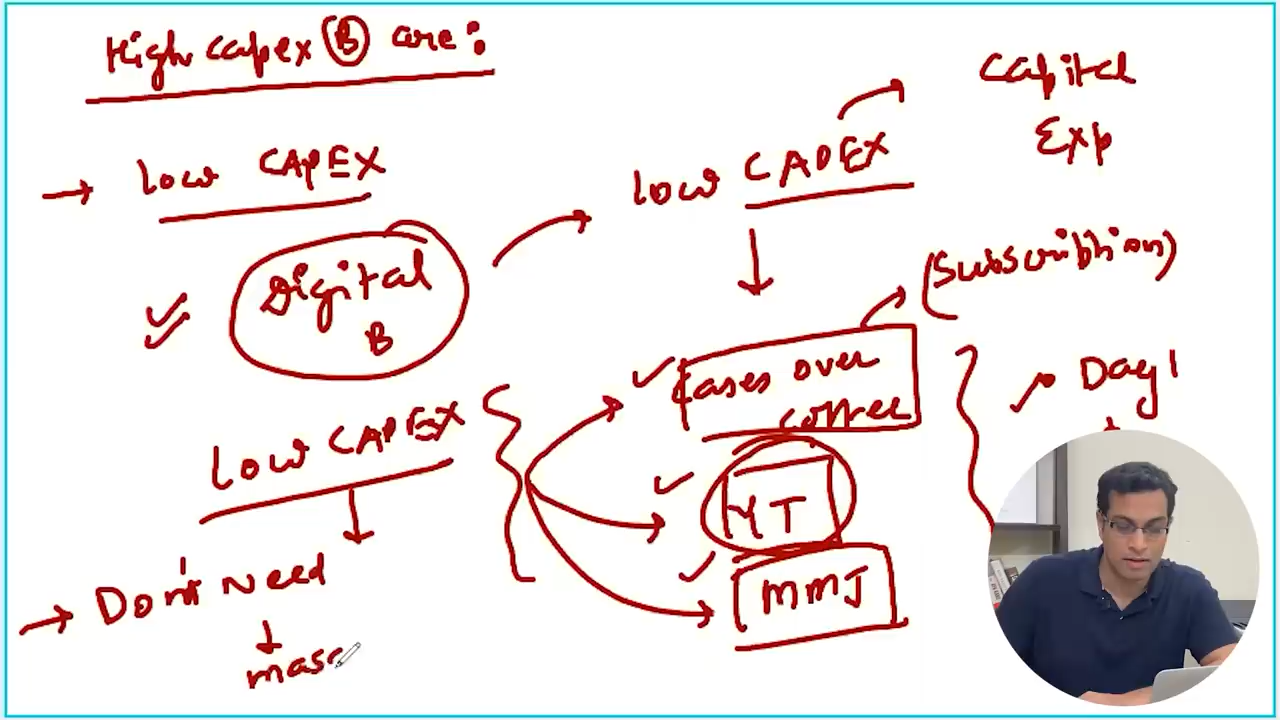 High Capex B are:
Low CAPEX
Digital
B
Low CAPEX
Don't Need
mass
Low CAPEX
Capital
Exp
(Subscription)
Cases over
coffee
YT
MMJ
Day 1